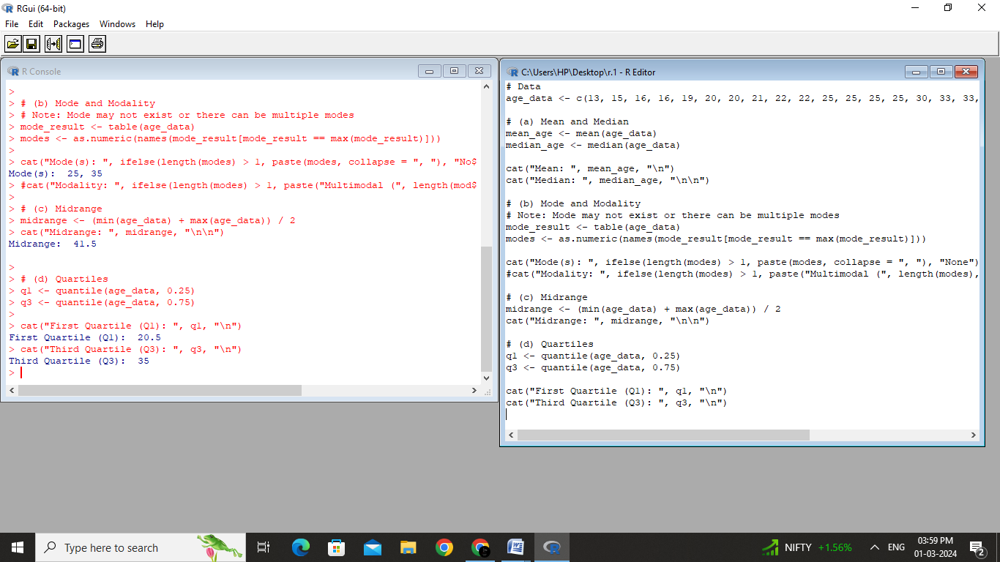 RGui (64-bit)
File Edit Packages Windows Help
R Console
>
> # (b) Mode and Modality
> # Note: Mode may not exist or there can be multiple modes
> mode_result <- table(age_data)
> modes <- as.numeric(names(mode_result[mode_result == max(mode_result)]))
>
> cat("Mode(s): ", ifelse(length(modes) > 1, paste(modes, collapse = ", "), "No$
Mode(s):  25, 35
> #cat("Modality: ", ifelse(length(modes) > 1, paste("Multimodal (", length(mod$
>
> # (c) Midrange
> midrange <- (min(age_data) + max(age_data)) / 2
> cat("Midrange: ", midrange, "\n\n")
Midrange:  41.5
>
> # (d) Quartiles
> q1 <- quantile(age_data, 0.25)
> q3 <- quantile(age_data, 0.75)
>
> cat("First Quartile (Q1): ", q1, "\n")
First Quartile (Q1):  20.5
> cat("Third Quartile (Q3): ", q3, "\n")
Third Quartile (Q3):  35
>
C:\Users\HP\Desktop\r.1 - R Editor
# Data
age_data <- c(13, 15, 16, 16, 19, 20, 20, 21, 22, 22, 25, 25, 25, 25, 30, 33, 33,
# (a) Mean and Median
mean_age <- mean(age_data)
median_age <- median(age_data)
cat("Mean: ", mean_age, "\n")
cat("Median: ", median_age, "\n\n")
# (b) Mode and Modality
# Note: Mode may not exist or there can be multiple modes
mode_result <- table(age_data)
modes <- as.numeric(names(mode_result[mode_result == max(mode_result)]))
cat("Mode(s): ", ifelse(length(modes) > 1, paste(modes, collapse = ", "), "None")
#cat("Modality: ", ifelse(length(modes) > 1, paste("Multimodal (", length(modes),
# (c) Midrange
midrange <- (min(age_data) + max(age_data)) / 2
cat("Midrange: ", midrange, "\n\n")
# (d) Quartiles
q1 <- quantile(age_data, 0.25)
q3 <- quantile(age_data, 0.75)
cat("First Quartile (Q1): ", q1, "\n")
cat("Third Quartile (Q3): ", q3, "\n")
Type here to search
NIFTY +1.56%
ENG
03:59 PM
01-03-2024
2